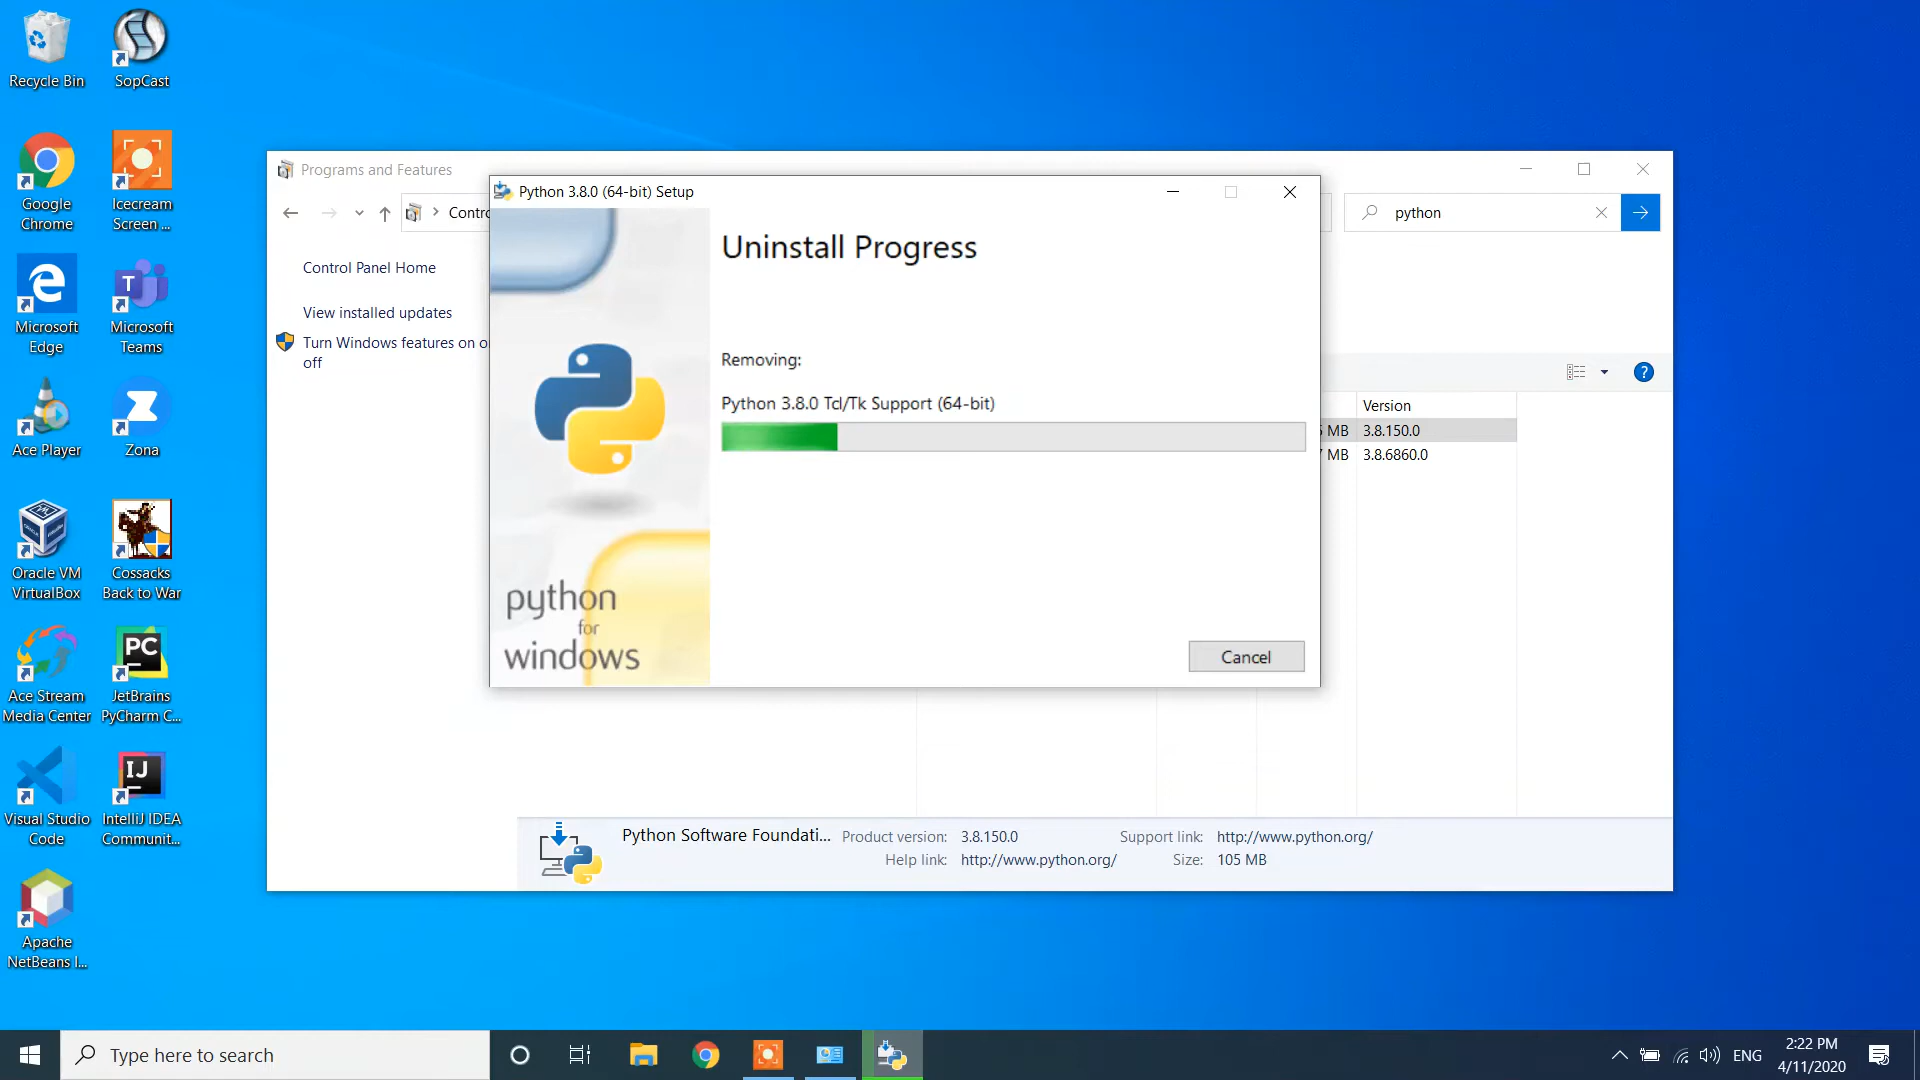 Recycle Bin
SopCast
Google
Chrome
Icecream
Screen ...
Microsoft
Edge
Microsoft
Teams
Ace Player
Zona
Oracle VM
VirtualBox
Cossacks
Back to War
Ace Stream
Media Center
JetBrains
PyCharm C...
Visual Studio
Code
IntelliJ IDEA
Communit...
Apache
NetBeans I...
Programs and Features
Contro
python
Control Panel Home
View installed updates
Turn Windows features on o
off
Version
MB 3.8.150.0
MB 3.8.6860.0
Python 3.8.0 (64-bit) Setup
Uninstall Progress
Removing:
Python 3.8.0 Tcl/Tk Support (64-bit)
Cancel
python
for
windows
Python Software Foundati... Product version: 3.8.150.0 Support link: http://www.python.org/
Help link: http://www.python.org/ Size: 105 MB
Type here to search
ENG
2:22 PM
4/11/2020